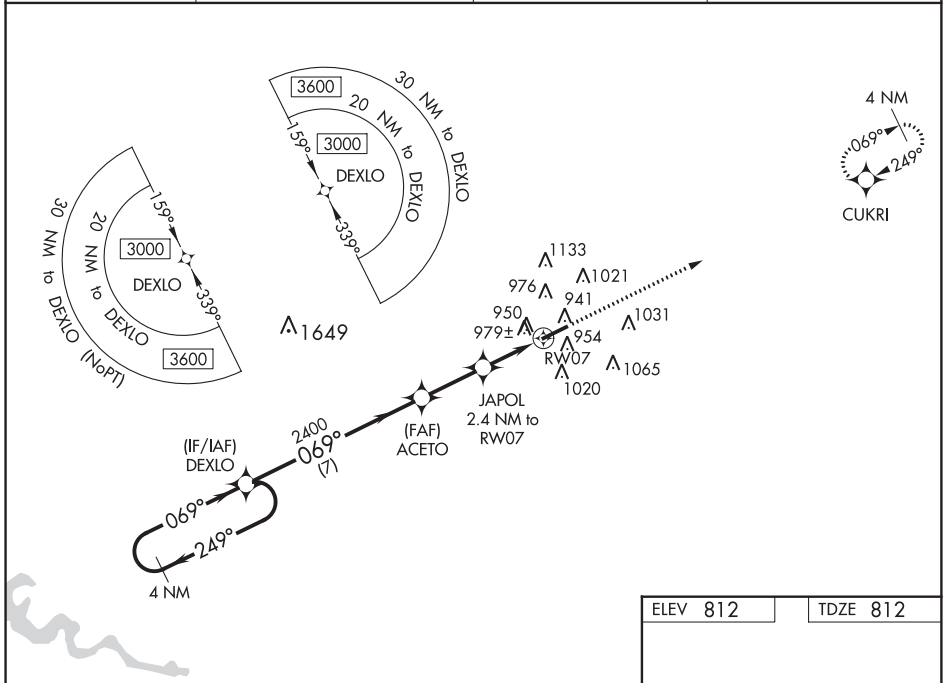 3600
30 NM to DEXLO
20 NM to DEXLO
159°
3000
DEXLO
339°
4 NM
069°
249°
CUKRI
159°
30 NM to DEXLO (NoPT)
20 NM to DEXLO
3000
DEXLO
339°
3600
1649
1133
976
1021
950
941
979±
1031
954
RW07
1065
1020
JAPOL
2.4 NM to
RW07
(FAF)
ACETO
2400
069°
(7)
(IF/IAF)
DEXLO
069°
249°
4 NM
ELEV 812
TDZE 812